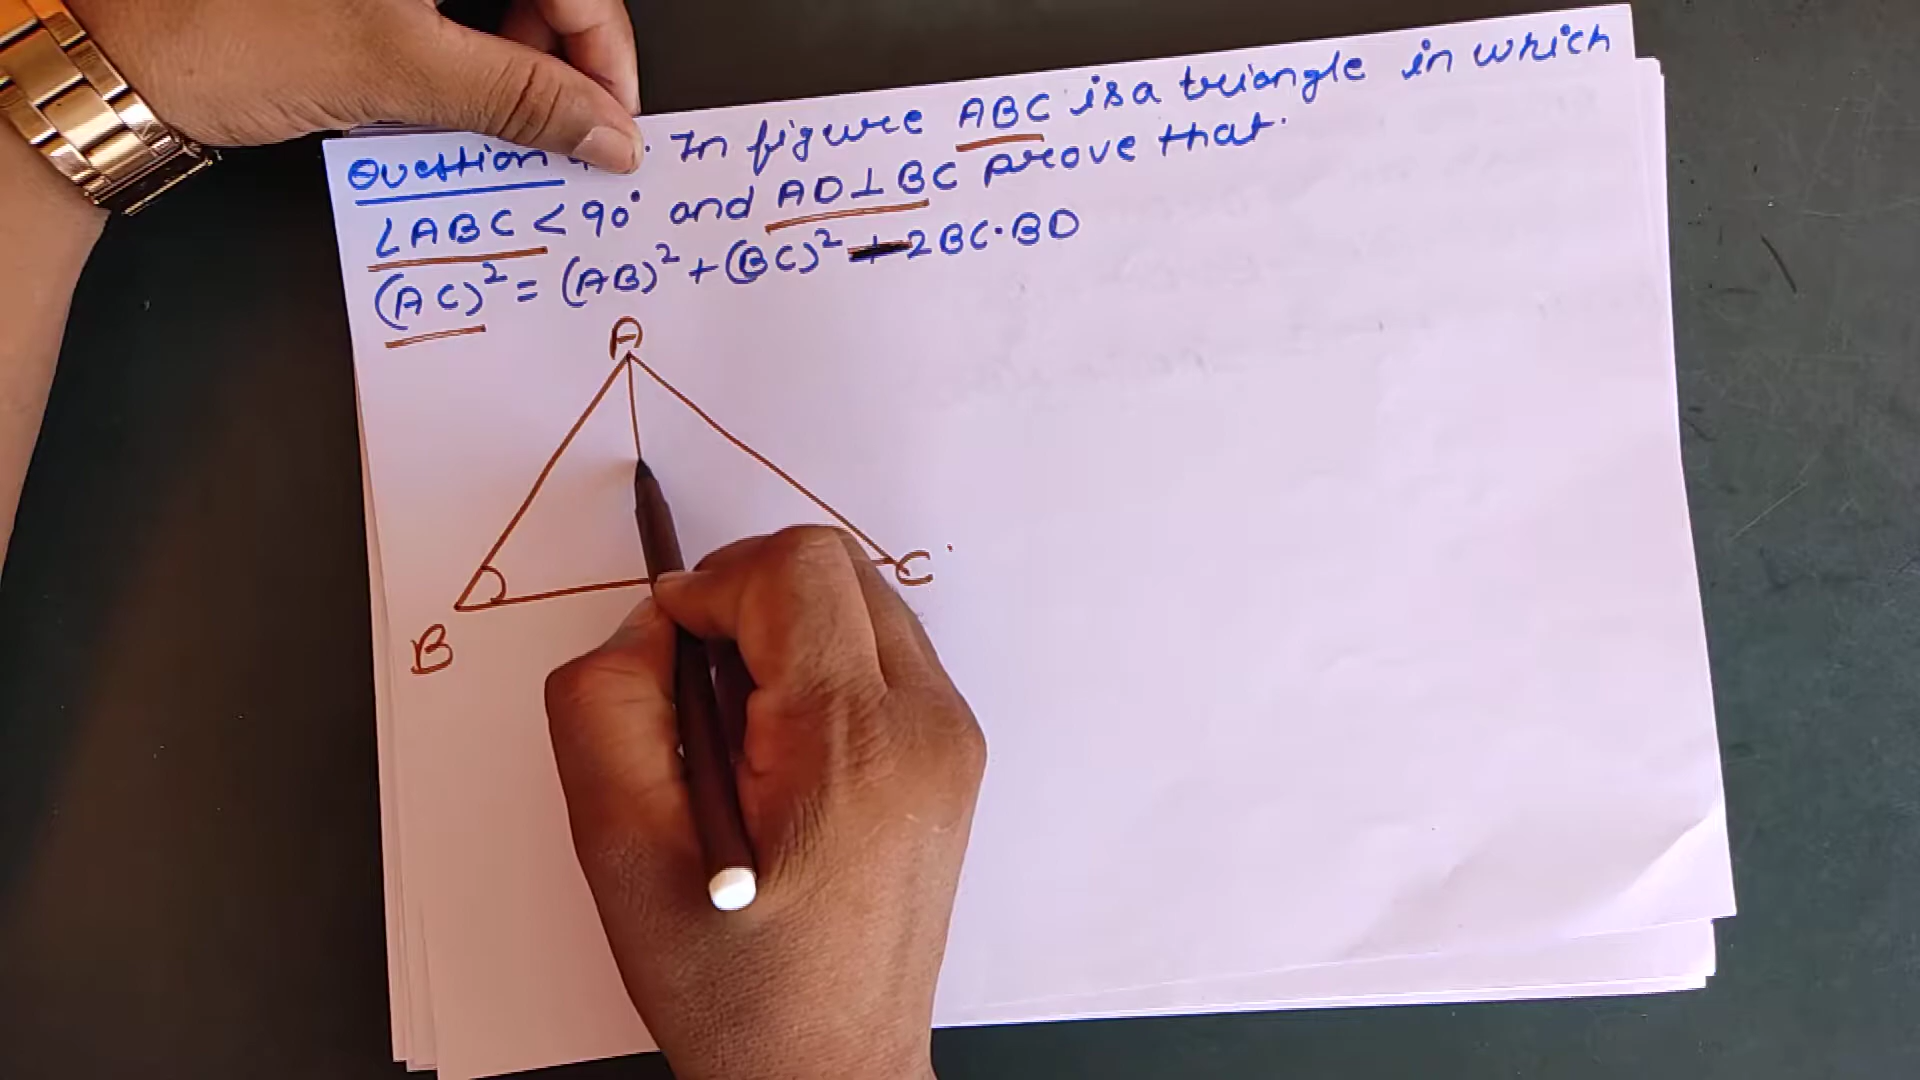 Question . In figure ABC is a triangle in which
∠ABC < 90° and AD⊥BC prove that.
(AC)² = (AB)² + (BC)² - 2BC·BD
A
B
C